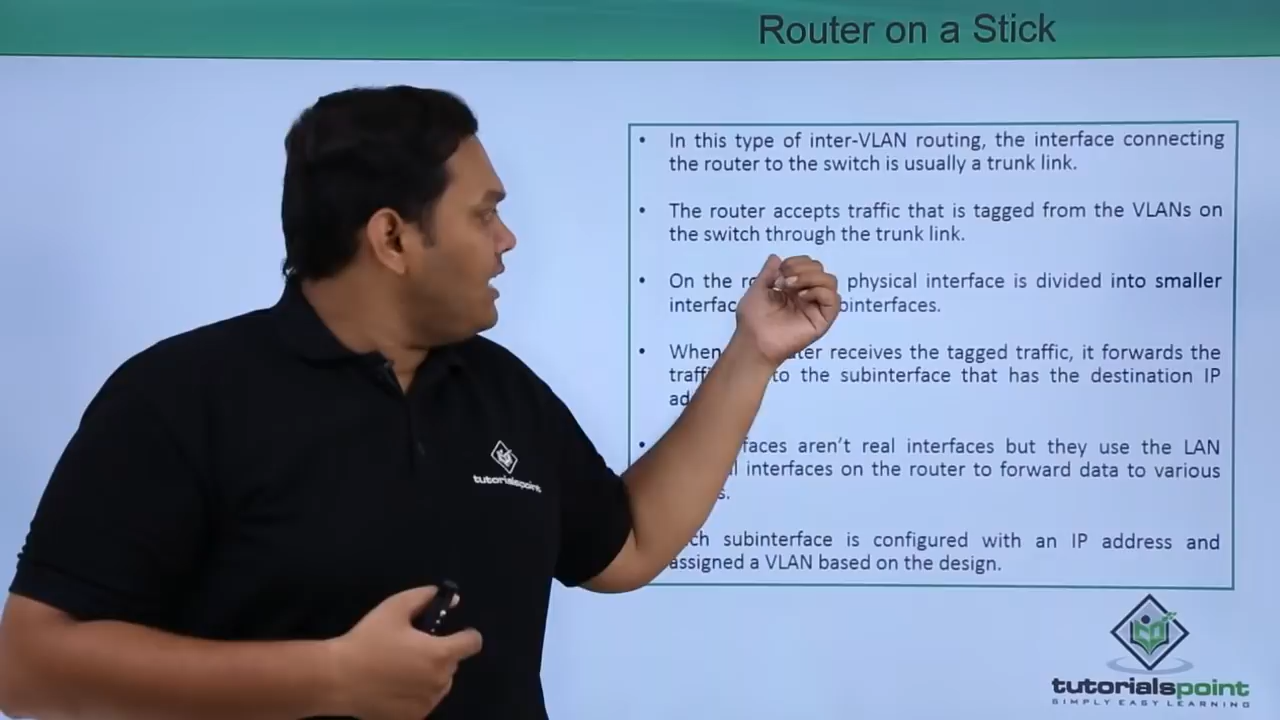 Router on a Stick
• In this type of inter-VLAN routing, the interface connecting
the router to the switch is usually a trunk link.
• The router accepts traffic that is tagged from the VLANs on
the switch through the trunk link.
• On the physical interface is divided into smaller
interfaces.
• When receives the tagged traffic, it forwards the
to the subinterface that has the destination IP
• aren't real interfaces but they use the LAN
interfaces on the router to forward data to various
subinterface is configured with an IP address and
assigned a VLAN based on the design.
tutorialspoint
tutorialspoint
SIMPLY EASY LEARNING